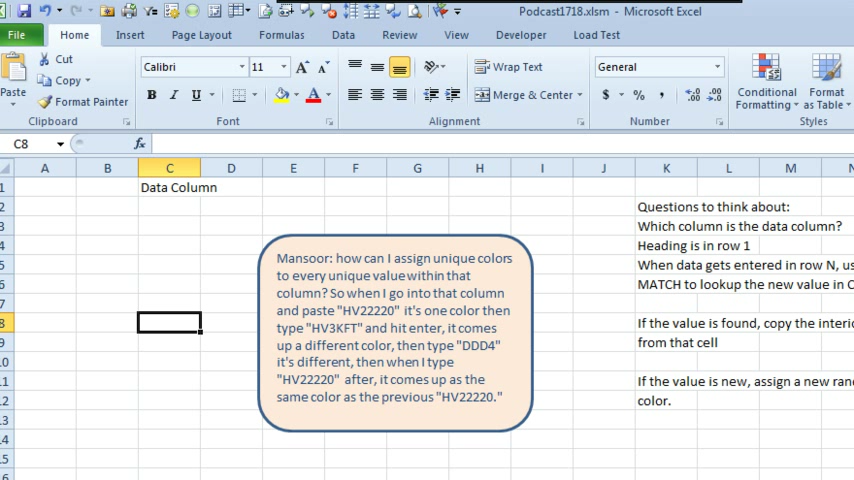 Podcast1718.xlsm - Microsoft Excel
File Home Insert Page Layout Formulas Data Review View Developer Load Test
Cut
Copy
Format Painter
Paste
Clipboard
Calibri 11
B I U
Font
Wrap Text
Merge & Center
Alignment
General
$ % ,
Number
Conditional Formatting
Format as Table
Styles
C8 fx
A B C D E F G H I J K L M N
1 Data Column
2 Questions to think about:
3 Which column is the data column?
4 Heading is in row 1
5 When data gets entered in row N, us
6 MATCH to lookup the new value in C
7
8 If the value is found, copy the interio
9 from that cell
10
11 If the value is new, assign a new ran
12 color.
13
14
15
16
Mansoor: how can I assign unique colors
to every unique value within that
column? So when I go into that column
and paste "HV22220" it's one color then
type "HV3KFT" and hit enter, it comes
up a different color, then type "DDD4"
it's different, then when I type
"HV22220" after, it comes up as the
same color as the previous "HV22220."